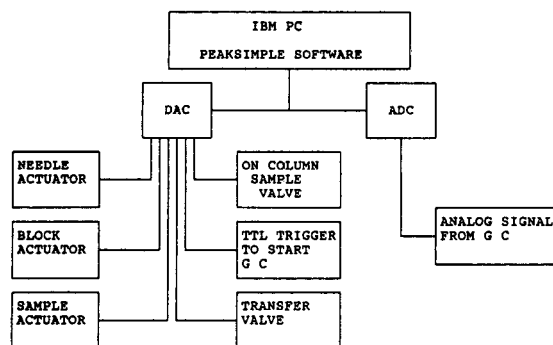 IBM PC
PEAKSIMPLE SOFTWARE
DAC
ADC
NEEDLE
ACTUATOR
ON COLUMN
SAMPLE
VALVE
BLOCK
ACTUATOR
TTL TRIGGER
TO START
G C
ANALOG SIGNAL
FROM G C
SAMPLE
ACTUATOR
TRANSFER
VALVE